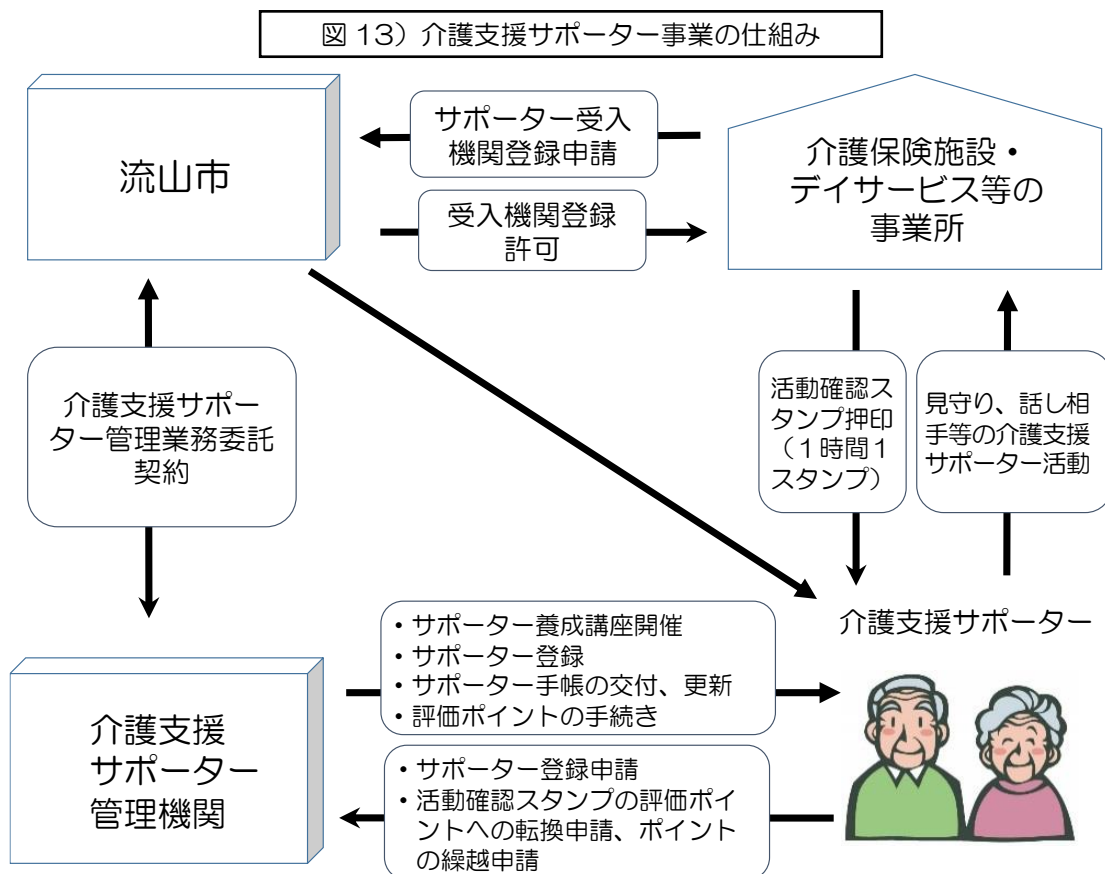 図 13）介護支援サポーター事業の仕組み
流山市
サポーター受入
機関登録申請
受入機関登録
許可
介護保険施設・
デイサービス等の
事業所
介護支援サポー
ター管理業務委託
契約
活動確認ス
タンプ押印
（１時間１
スタンプ）
見守り、話し相
手等の介護支援
サポーター活動
介護支援サポーター
・サポーター養成講座開催
・サポーター登録
・サポーター手帳の交付、更新
・評価ポイントの手続き
介護支援
サポーター
管理機関
・サポーター登録申請
・活動確認スタンプの評価ポイ
ントへの転換申請、ポイント
の繰越申請